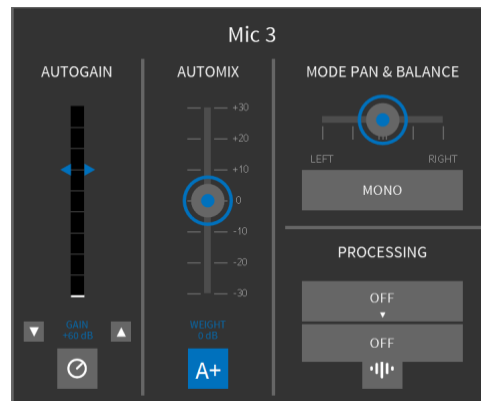 Mic 3
AUTOGAIN
GAIN
+60 dB
AUTOMIX
+30
+20
+10
0
-10
-20
-30
WEIGHT
0 dB
A+
MODE PAN & BALANCE
LEFT RIGHT
MONO
PROCESSING
OFF
OFF